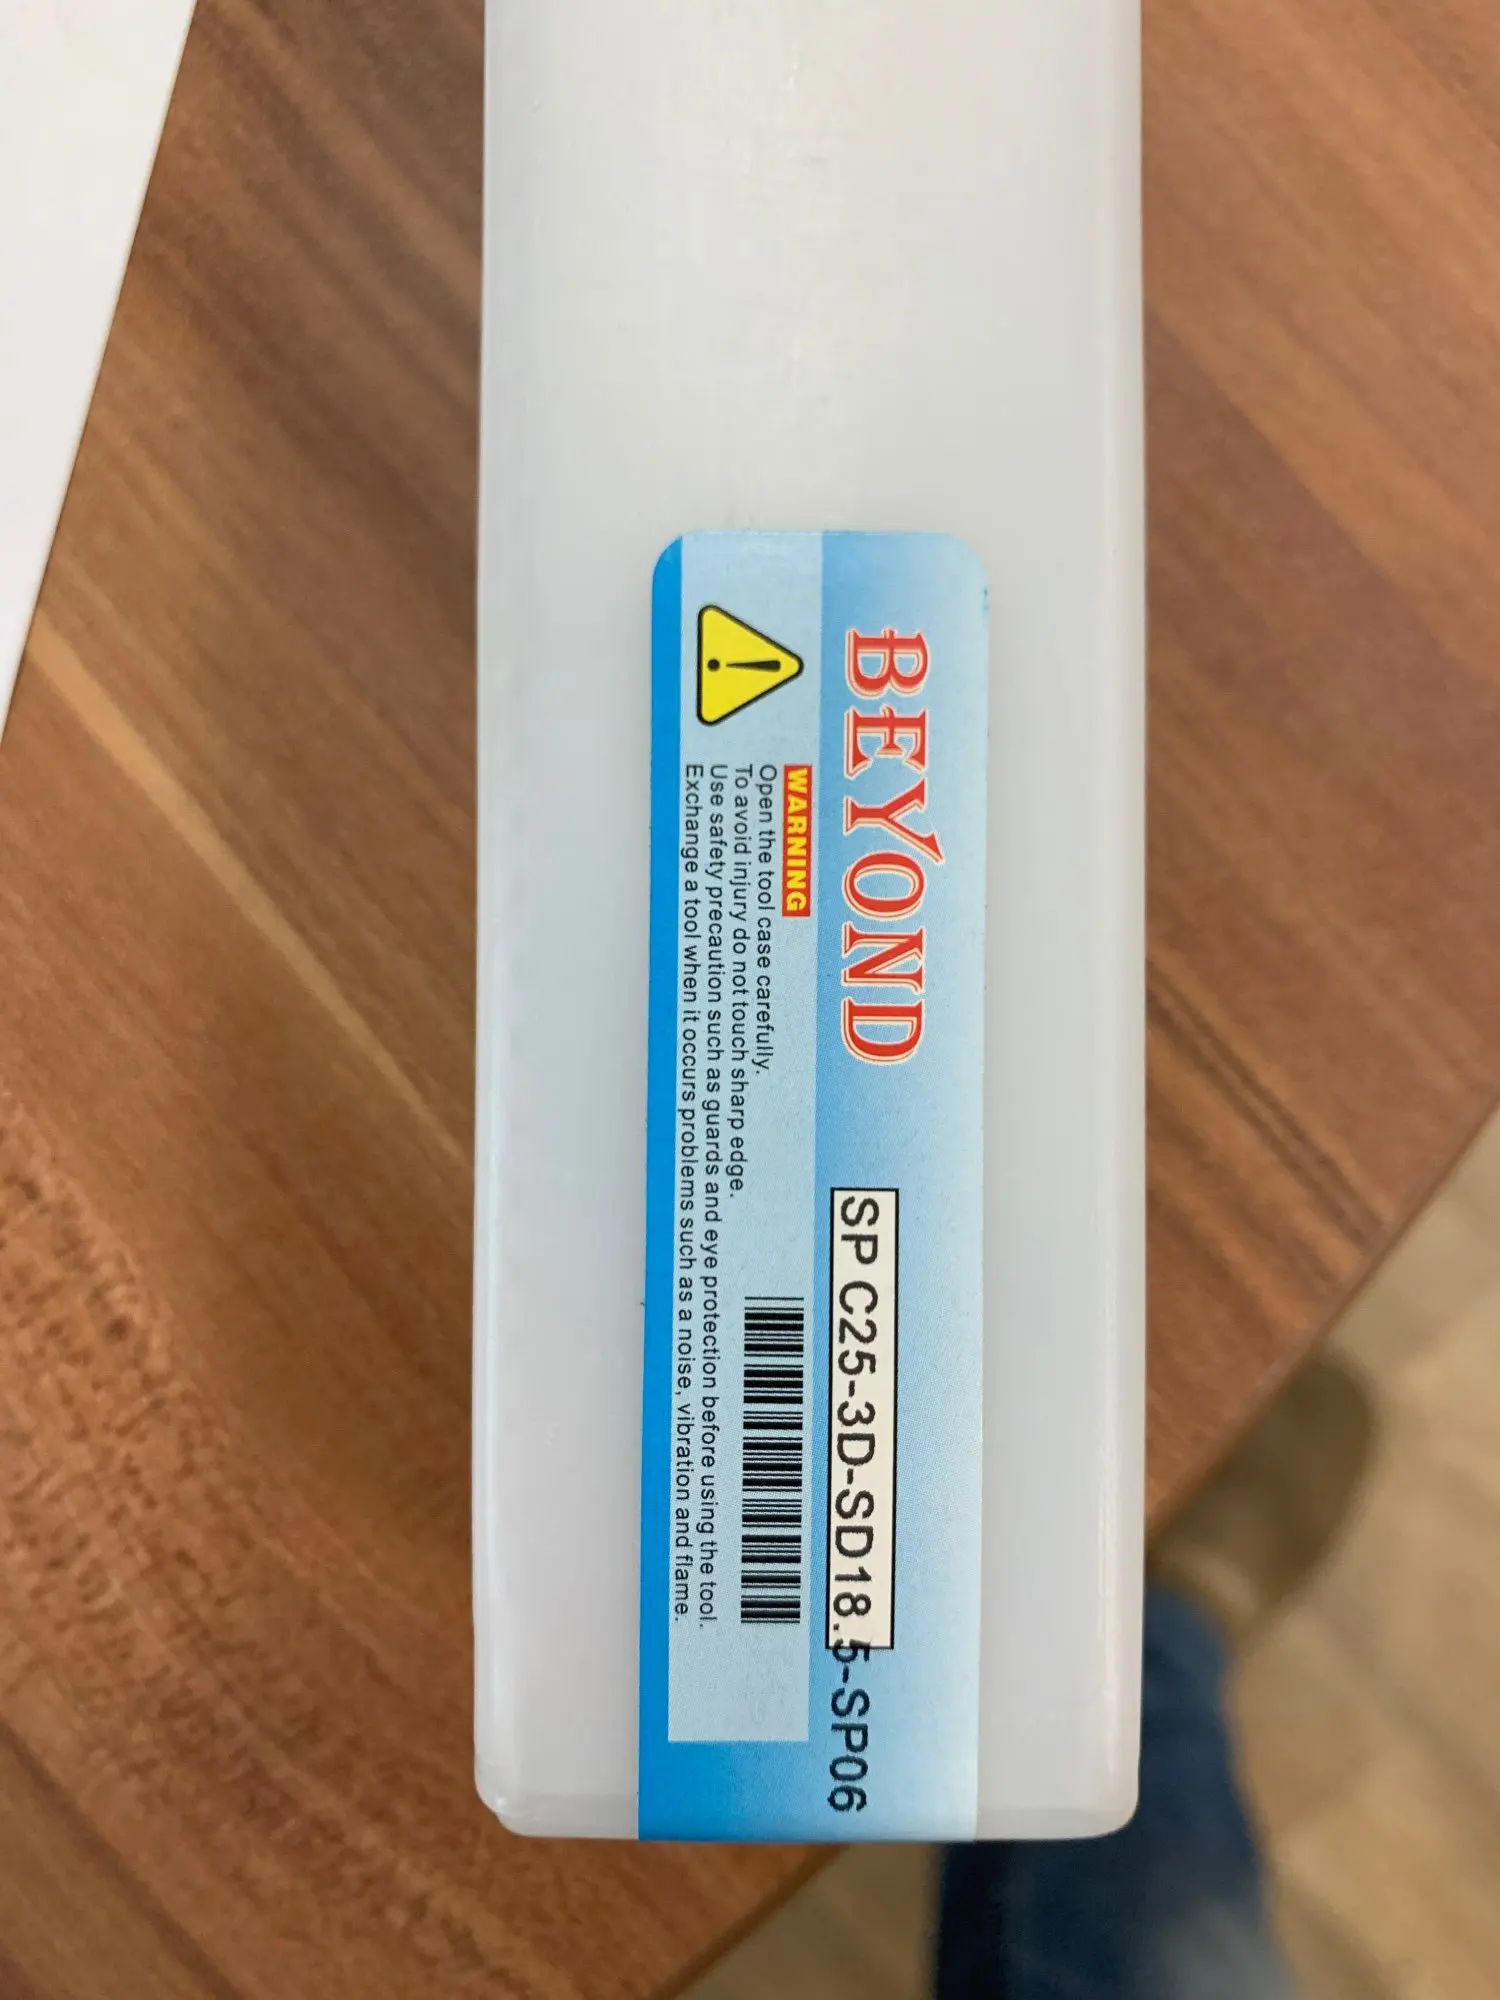 BEYOND
SP C25-3D-SD18.5-SP06
WARNING
Open the tool case carefully.
To avoid injury do not touch sharp edge.
Use safety precaution such as guards and eye protection before using the tool.
Exchange a tool when it occurs problems such as a noise, vibration and flame.